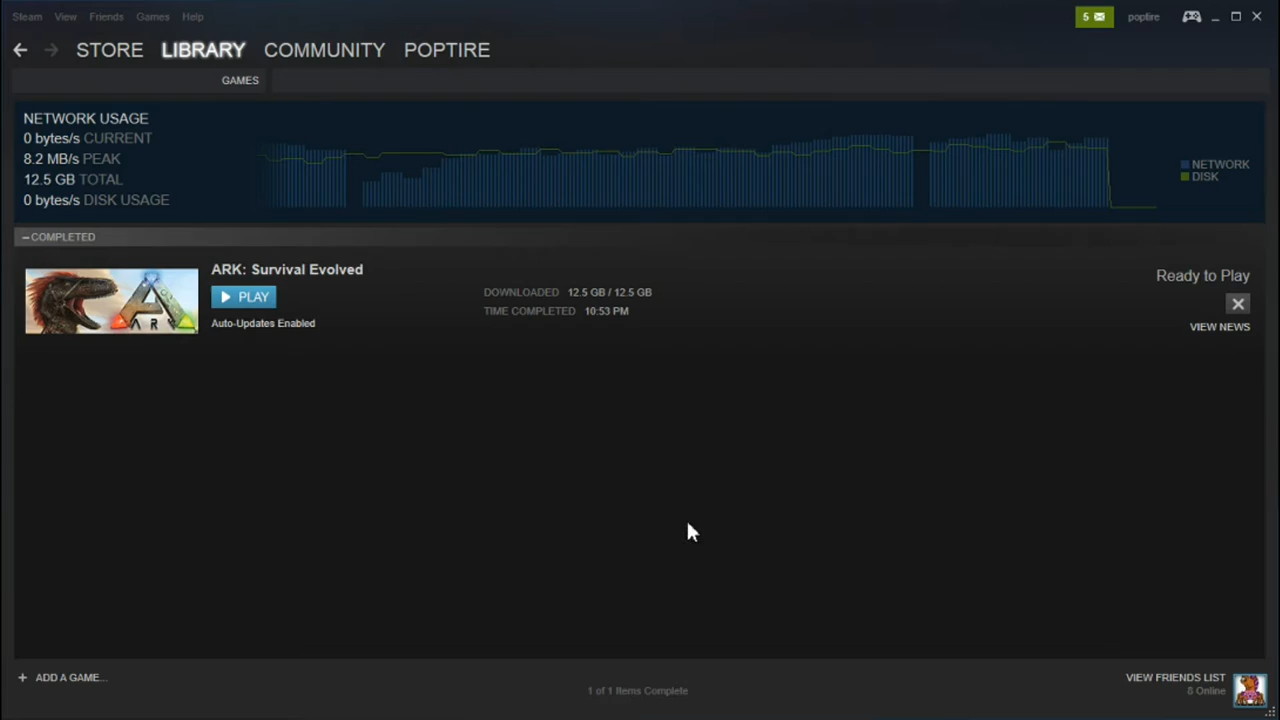 Steam View Friends Games Help
5 poptire
STORE LIBRARY COMMUNITY POPTIRE
GAMES
NETWORK USAGE
0 bytes/s CURRENT
8.2 MB/s PEAK
12.5 GB TOTAL
0 bytes/s DISK USAGE
NETWORK
DISK
–COMPLETED
ARK: Survival Evolved
PLAY
Auto-Updates Enabled
ARK
DOWNLOADED 12.5 GB / 12.5 GB
TIME COMPLETED 10:53 PM
Ready to Play
VIEW NEWS
+ ADD A GAME...
1 of 1 Items Complete
VIEW FRIENDS LIST
8 Online